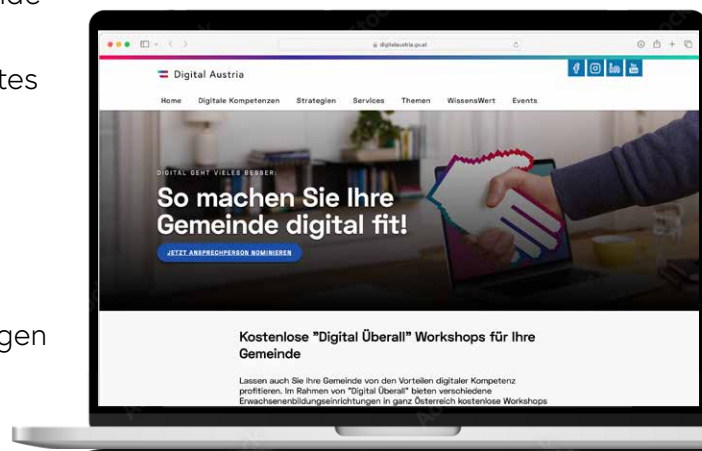 tes
gen
digitalaustria.gv.at
Digital Austria
Home Digitale Kompetenzen Strategien Services Themen WissensWert Events
DIGITAL GEHT VIELES BESSER:
So machen Sie Ihre
Gemeinde digital fit!
JETZT ANSPRECHPERSON NOMINIEREN
Kostenlose "Digital Überall" Workshops für Ihre
Gemeinde
Lassen auch Sie Ihre Gemeinde von den Vorteilen digitaler Kompetenz
profitieren. Im Rahmen von "Digital Überall" bieten verschiedene
Erwachsenenbildungseinrichtungen in ganz Österreich kostenlose Workshops